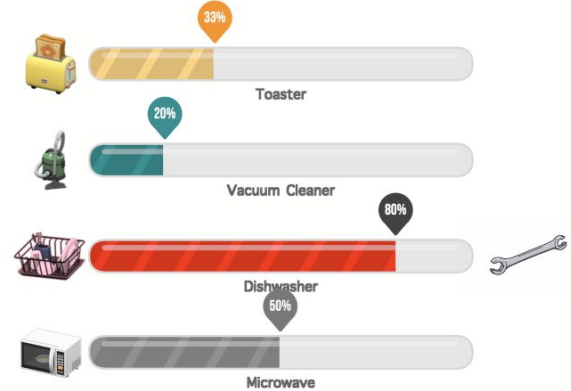 33%
Toaster
20%
Vacuum Cleaner
80%
Dishwasher
50%
Microwave